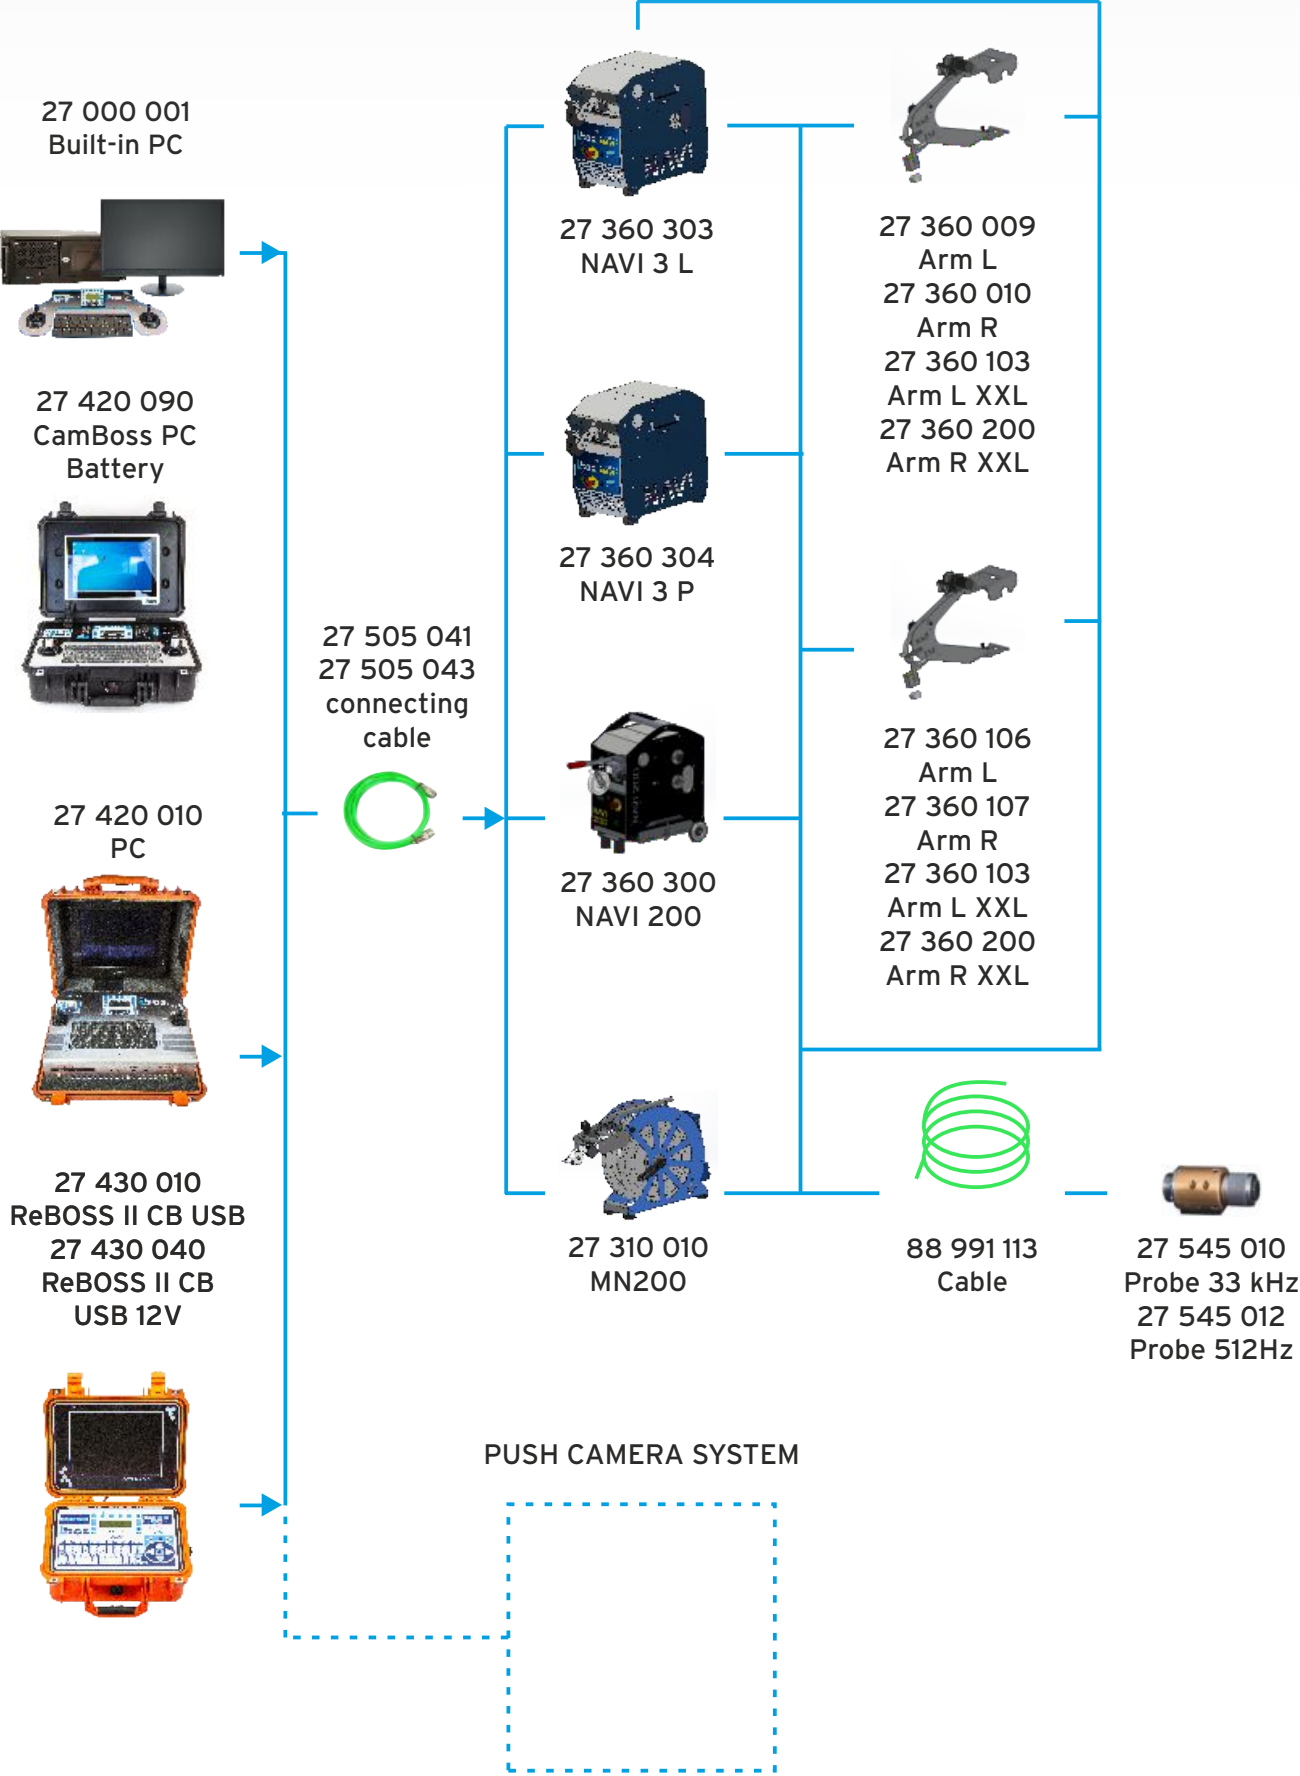 27 000 001
Built-in PC
27 420 090
CamBoss PC
Battery
27 420 010
PC
27 430 010
ReBOSS II CB USB
27 430 040
ReBOSS II CB
USB 12V
27 505 041
27 505 043
connecting
cable
27 360 303
NAVI 3 L
27 360 304
NAVI 3 P
NAVI 200
27 360 300
NAVI 200
27 310 010
MN200
27 360 009
Arm L
27 360 010
Arm R
27 360 103
Arm L XXL
27 360 200
Arm R XXL
27 360 106
Arm L
27 360 107
Arm R
27 360 103
Arm L XXL
27 360 200
Arm R XXL
88 991 113
Cable
27 545 010
Probe 33 kHz
27 545 012
Probe 512Hz
PUSH CAMERA SYSTEM